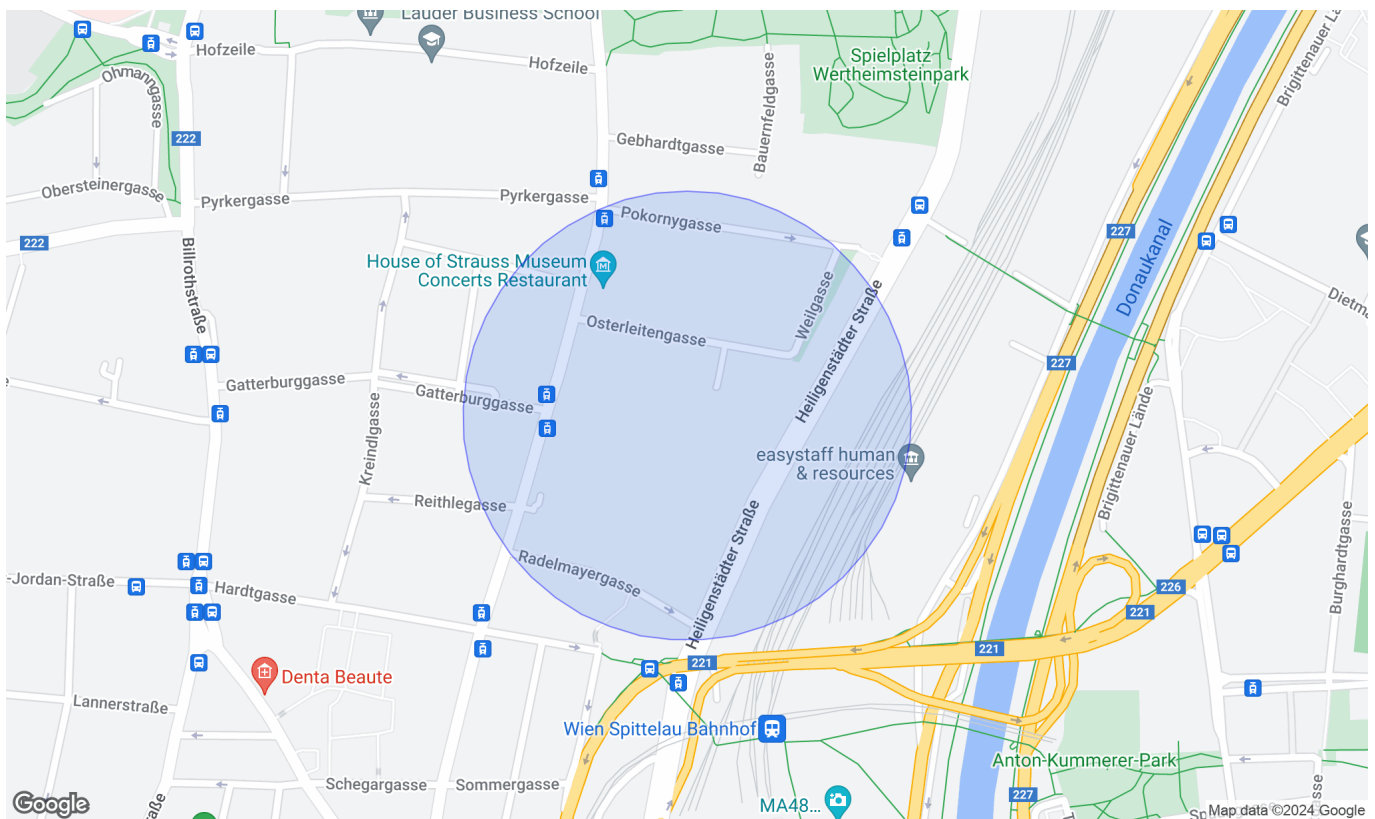 Lauder Business School
Hofzeile
Hofzeile
Ohmanngasse
Spielplatz
Wertheimsteinpark
Bauernfeldgasse
222
Gebhardtgasse
Obersteinergasse
Pyrkergasse
Pyrkergasse
Pokornygasse
222
Billrothstraße
227
Donaukanal
House of Strauss Museum
Concerts Restaurant
Weilgasse
Osterleitengasse
Heiligenstädter Straße
227
Gatterburggasse
Gatterburggasse
Kreindlgasse
Brigittenauer Lände
easystaff human
& resources
Reithlegasse
Heiligenstädter Straße
Burghardtgasse
Radelmayergasse
-Jordan-Straße
Hardtgasse
226
221
221
221
Denta Beaute
Lannerstraße
Wien Spittelau Bahnhof
Anton-Kummerer-Park
Schegargasse
Sommergasse
227
MA48...
Google
Map data ©2024 Google